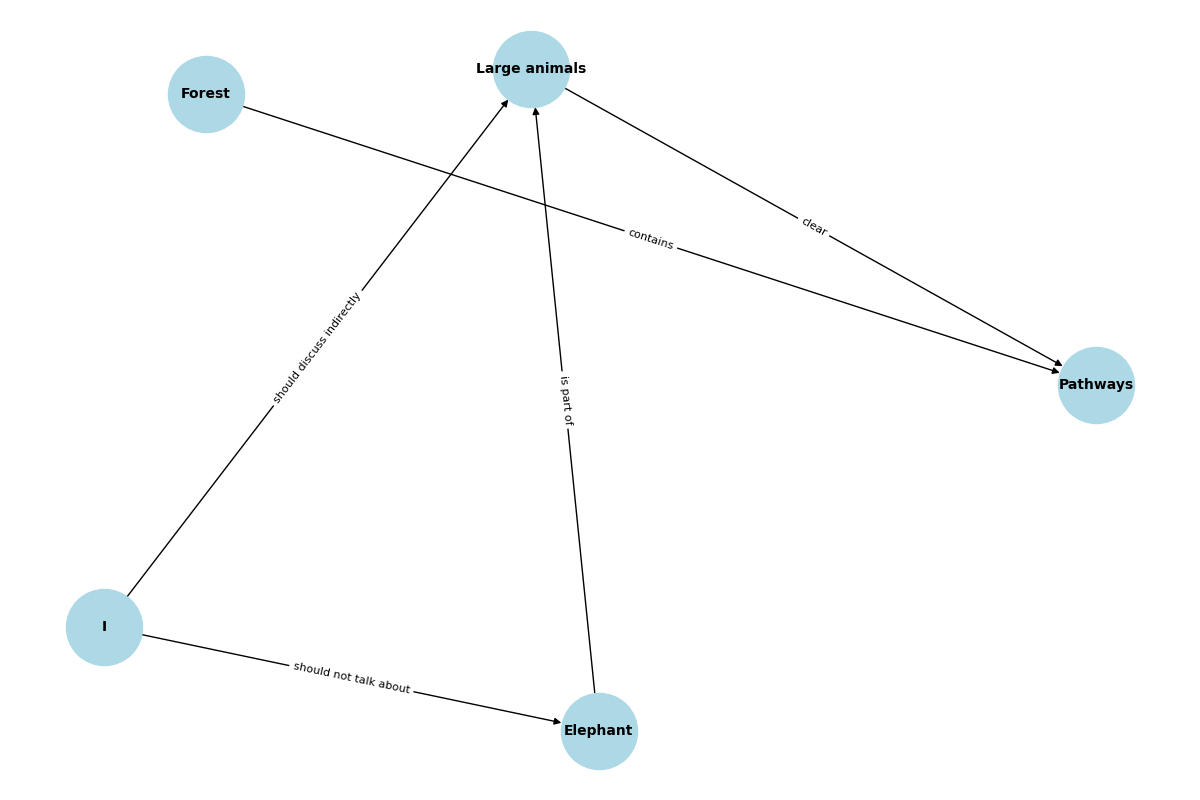 Large animals
Forest
clear
contains
should discuss indirectly
Pathways
is part of
I
should not talk about
Elephant